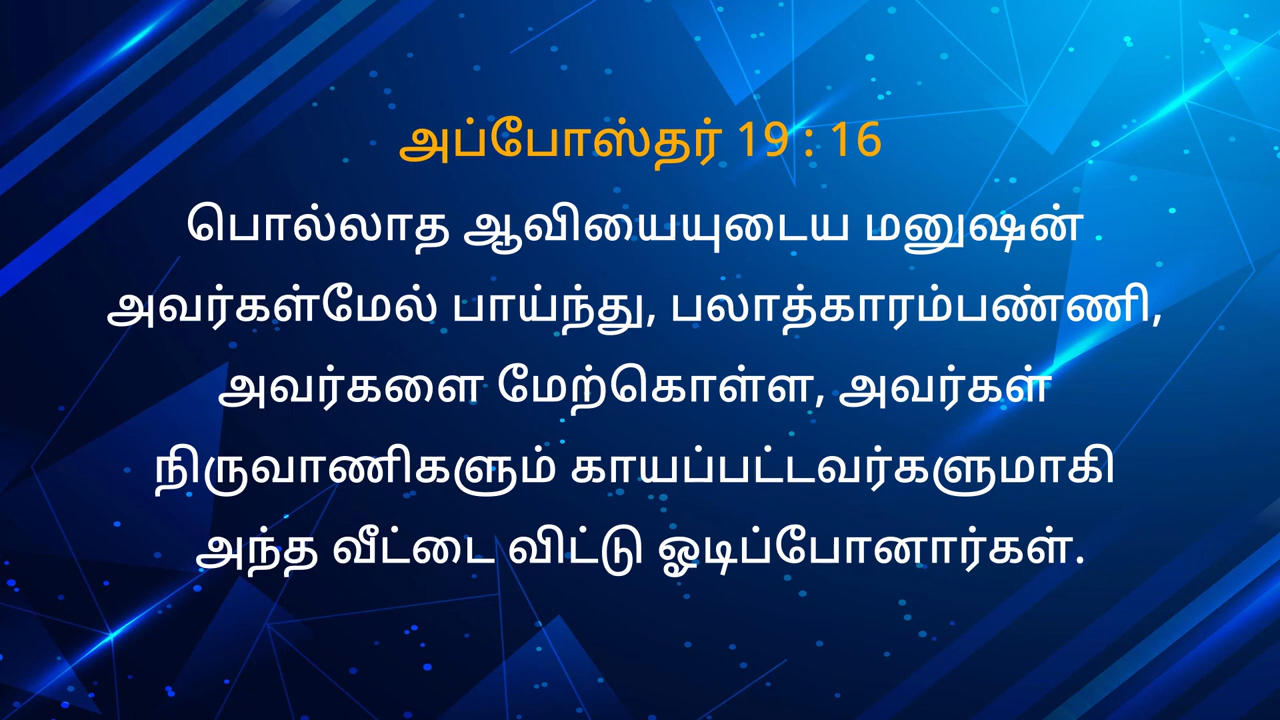 அப்போஸ்தர் 19 : 16
பொல்லாத ஆவியையுடைய மனுஷன்
அவர்கள்மேல் பாய்ந்து, பலாத்காரம்பண்ணி,
அவர்களை மேற்கொள்ள, அவர்கள்
நிருவாணிகளும் காயப்பட்டவர்களுமாகி
அந்த வீட்டை விட்டு ஓடிப்போனார்கள்.